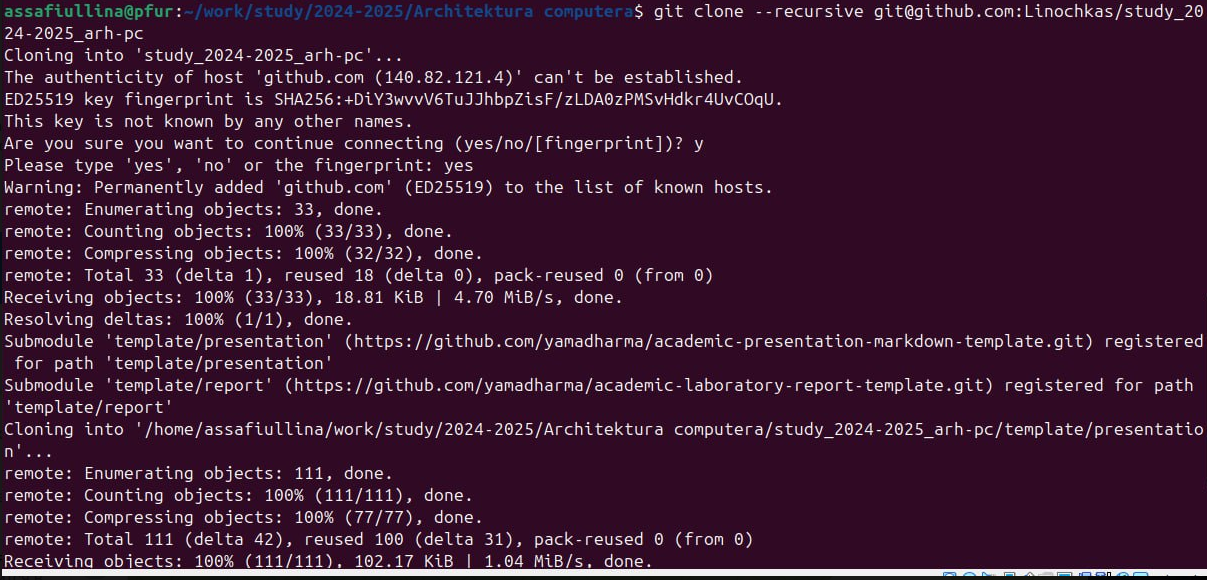 assafiullina@pfur:~/work/study/2024-2025/Architektura computera$ git clone --recursive git@github.com:Linochkas/study_20
24-2025_arh-pc
Cloning into 'study_2024-2025_arh-pc'...
The authenticity of host 'github.com (140.82.121.4)' can't be established.
ED25519 key fingerprint is SHA256:+DiY3wvvV6TuJJhbpZisF/zLDA0zPMSvHdkr4UvCOqU.
This key is not known by any other names.
Are you sure you want to continue connecting (yes/no/[fingerprint])? y
Please type 'yes', 'no' or the fingerprint: yes
Warning: Permanently added 'github.com' (ED25519) to the list of known hosts.
remote: Enumerating objects: 33, done.
remote: Counting objects: 100% (33/33), done.
remote: Compressing objects: 100% (32/32), done.
remote: Total 33 (delta 1), reused 18 (delta 0), pack-reused 0 (from 0)
Receiving objects: 100% (33/33), 18.81 KiB | 4.70 MiB/s, done.
Resolving deltas: 100% (1/1), done.
Submodule 'template/presentation' (https://github.com/yamadharma/academic-presentation-markdown-template.git) registered
 for path 'template/presentation'
Submodule 'template/report' (https://github.com/yamadharma/academic-laboratory-report-template.git) registered for path
'template/report'
Cloning into '/home/assafiullina/work/study/2024-2025/Architektura computera/study_2024-2025_arh-pc/template/presentatio
n'...
remote: Enumerating objects: 111, done.
remote: Counting objects: 100% (111/111), done.
remote: Compressing objects: 100% (77/77), done.
remote: Total 111 (delta 42), reused 100 (delta 31), pack-reused 0 (from 0)
Receiving objects: 100% (111/111), 102.17 KiB | 1.04 MiB/s, done.